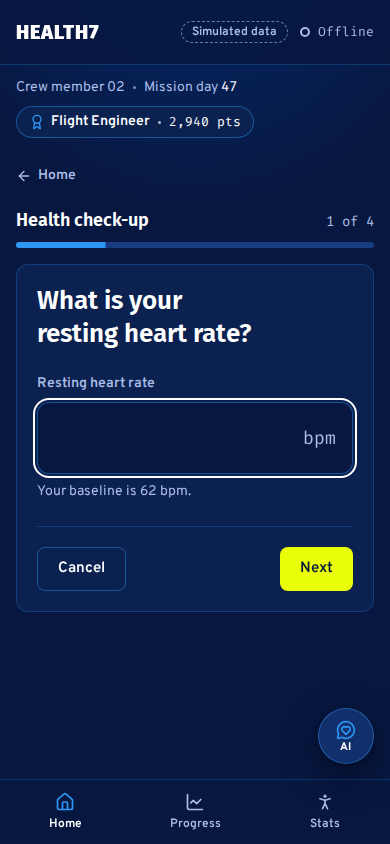 HEALTH7
Simulated data
Offline
Crew member 02 • Mission day 47
Flight Engineer • 2,940 pts
Home
Health check-up
1 of 4
What is your
resting heart rate?
Resting heart rate
bpm
Your baseline is 62 bpm.
Cancel
Next
AI
Home
Progress
Stats